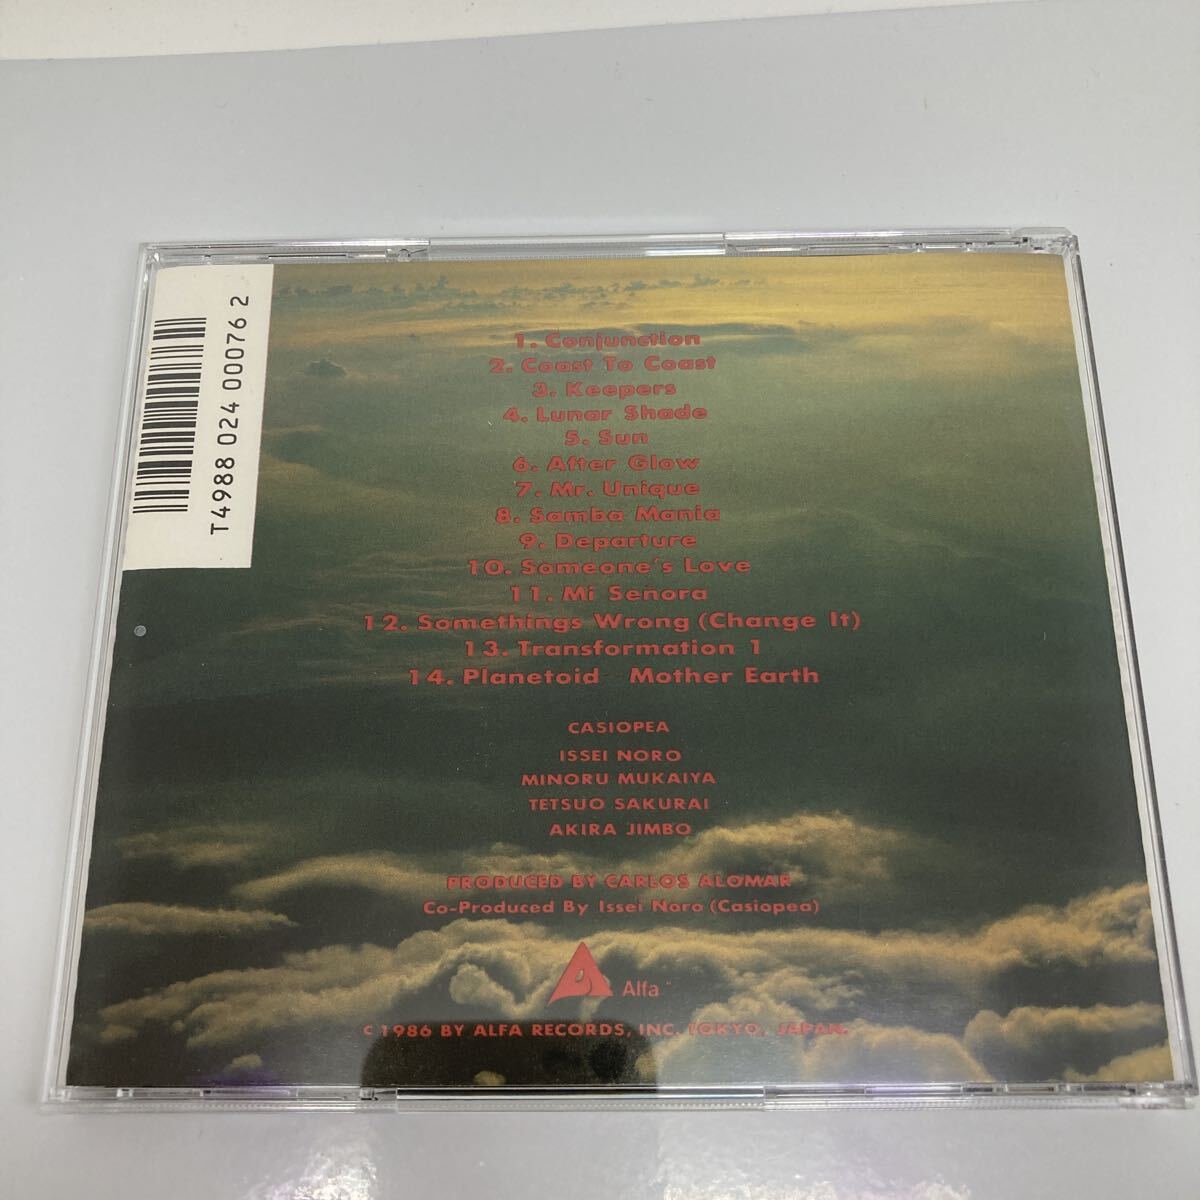 T4988 024 00076 2
1. Conjunction
2. Coast To Coast
3. Keepers
4. Lunar Shade
5. Sun
6. After Glow
7. Mr. Unique
8. Samba Mania
9. Departure
10. Someone's Love
11. Mi Señora
12. Somethings Wrong (Change It)
13. Transformation 1
14. Planetoid Mother Earth
CASIOPEA
ISSEI NORO
MINORU MUKAIYA
TETSUO SAKURAI
AKIRA JIMBO
PRODUCED BY CARLOS ALOMAR
Co-Produced By Issei Noro (Casiopea)
Alfa
C 1986 BY ALFA RECORDS, INC. TOKYO, JAPAN.